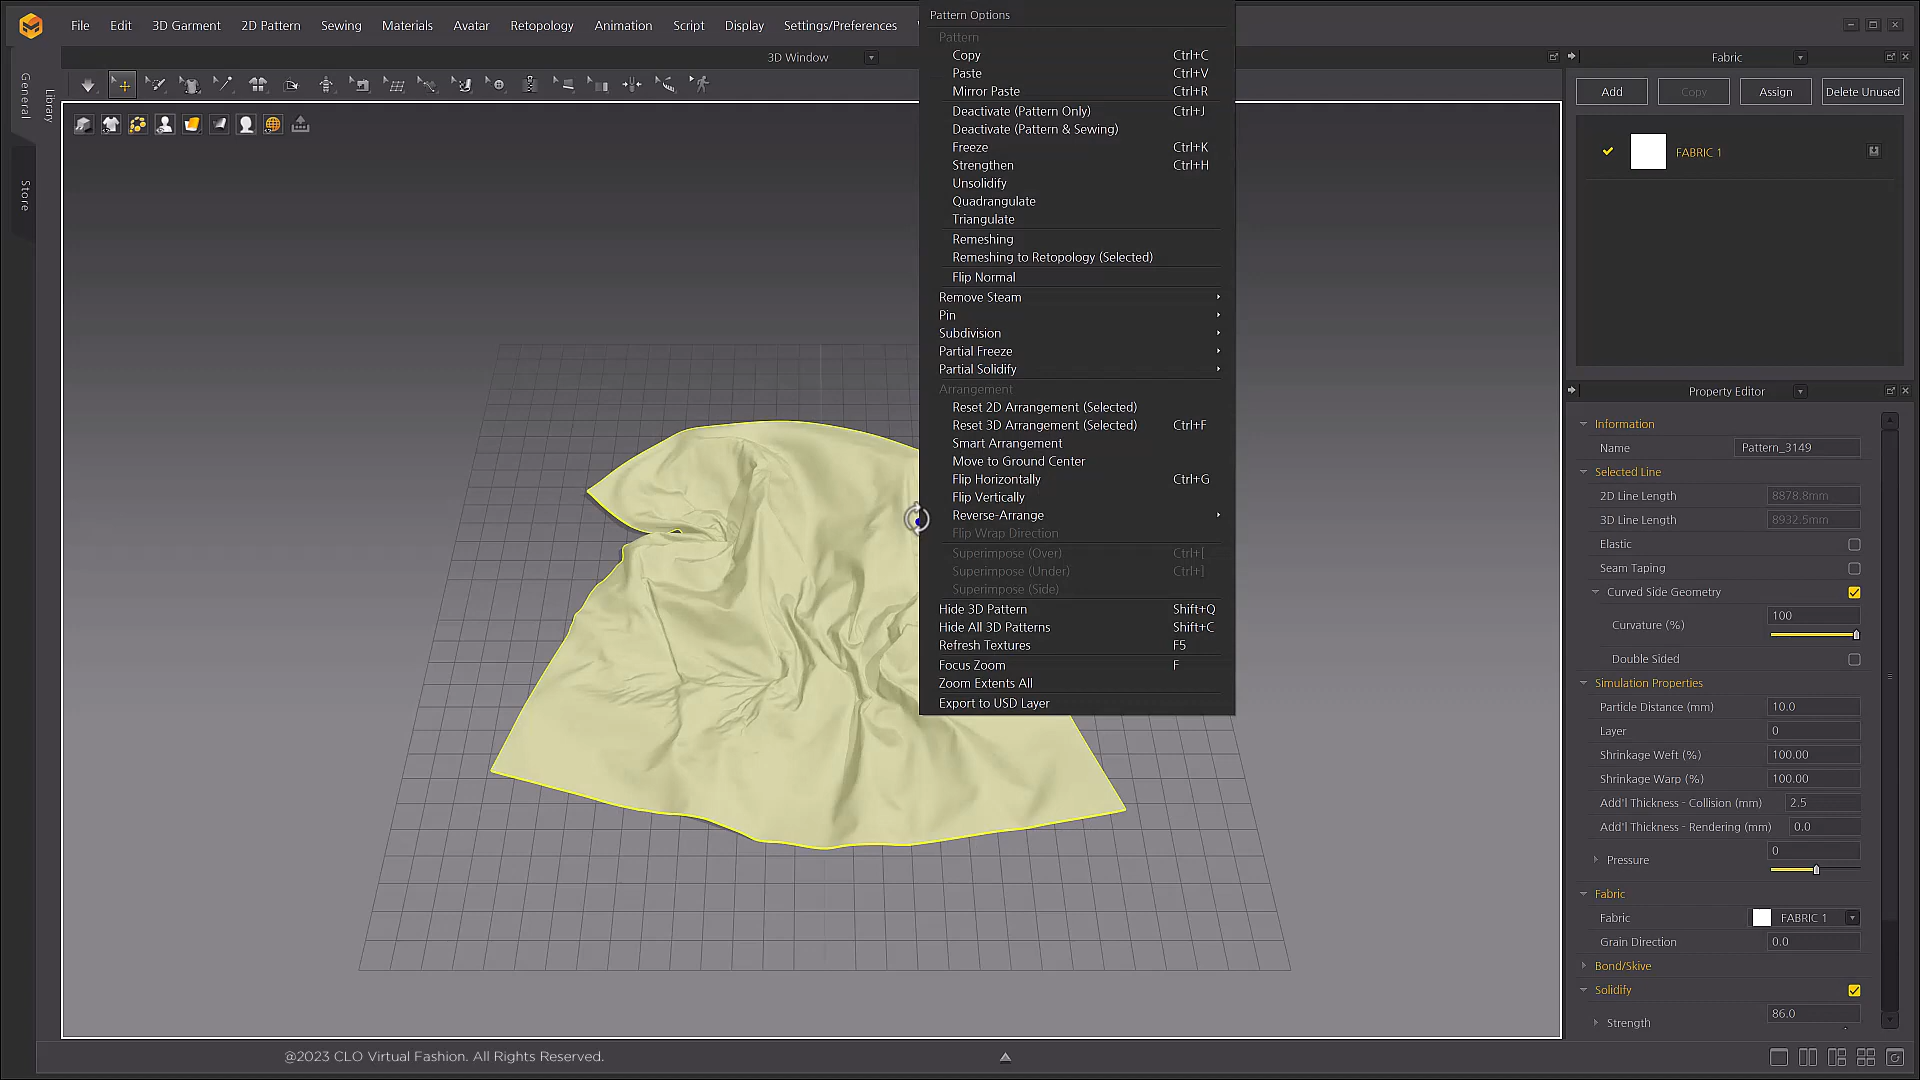 File Edit 3D Garment 2D Pattern Sewing Materials Avatar Retopology Animation Script Display Settings/Preferences
3D Window
General
Library
Store
Pattern Options
Pattern
Copy Ctrl+C
Paste Ctrl+V
Mirror Paste Ctrl+R
Deactivate (Pattern Only) Ctrl+J
Deactivate (Pattern & Sewing)
Freeze Ctrl+K
Strengthen Ctrl+H
Unsolidify
Quadrangulate
Triangulate
Remeshing
Remeshing to Retopology (Selected)
Flip Normal
Remove Steam
Pin
Subdivision
Partial Freeze
Partial Solidify
Arrangement
Reset 2D Arrangement (Selected)
Reset 3D Arrangement (Selected) Ctrl+F
Smart Arrangement
Move to Ground Center
Flip Horizontally Ctrl+G
Flip Vertically
Reverse-Arrange
Flip Wrap Direction
Superimpose (Over) Ctrl+[
Superimpose (Under) Ctrl+]
Superimpose (Side)
Hide 3D Pattern Shift+Q
Hide All 3D Patterns Shift+C
Refresh Textures F5
Focus Zoom F
Zoom Extents All
Export to USD Layer
Fabric
Add Copy Assign Delete Unused
FABRIC 1
Property Editor
Information
Name Pattern_3149
Selected Line
2D Line Length 8878.8mm
3D Line Length 8932.5mm
Elastic
Seam Taping
Curved Side Geometry
Curvature (%) 100
Double Sided
Simulation Properties
Particle Distance (mm) 10.0
Layer 0
Shrinkage Weft (%) 100.00
Shrinkage Warp (%) 100.00
Add'l Thickness - Collision (mm) 2.5
Add'l Thickness - Rendering (mm) 0.0
Pressure 0
Fabric
Fabric FABRIC 1
Grain Direction 0.0
Bond/Skive
Solidify
Strength 86.0
@2023 CLO Virtual Fashion. All Rights Reserved.